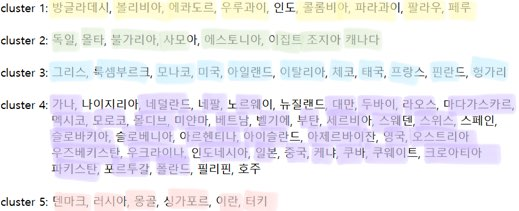 cluster 1: 방글라데시, 볼리비아, 에콰도르, 우루과이, 인도, 콜롬비아, 파라과이, 팔라우, 페루
cluster 2: 독일, 몰타, 불가리아, 사모아, 에스토니아, 이집트 조지아 캐나다
cluster 3: 그리스, 룩셈부르크, 모나코, 미국, 아일랜드, 이탈리아, 체코, 태국, 프랑스, 핀란드, 헝가리
cluster 4: 가나, 나이지리아, 네덜란드, 네팔, 노르웨이, 뉴질랜드, 대만, 두바이, 라오스, 마다가스카르,
멕시코, 모로코, 몰디브, 미얀마, 베트남, 벨기에, 부탄, 세르비아, 스웨덴, 스위스, 스페인,
슬로바키아, 슬로베니아, 아르헨티나, 아이슬란드, 아제르바이잔, 영국, 오스트리아
우즈베키스탄, 우크라이나, 인도네시아, 일본, 중국, 케냐, 쿠바, 쿠웨이트, 크로아티아
파키스탄, 포르투갈, 폴란드, 필리핀, 호주
cluster 5: 덴마크, 러시아, 몽골, 싱가포르, 이란, 터키